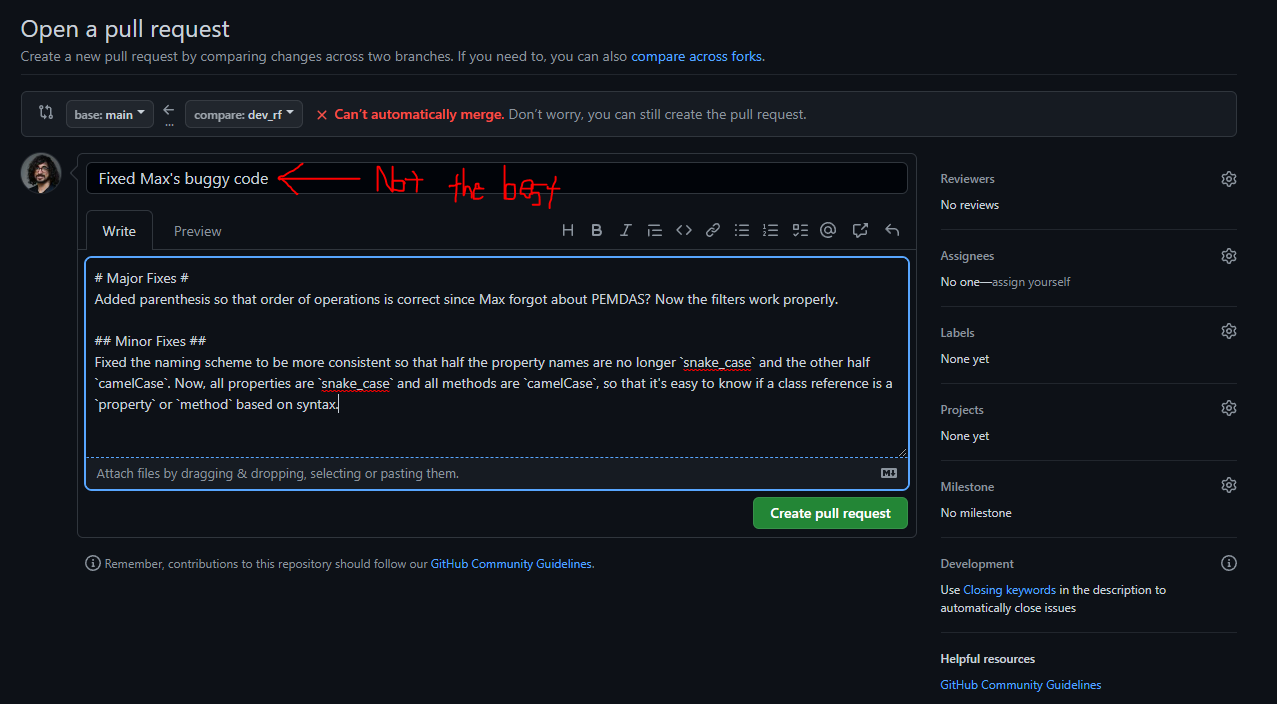 Open a pull request
Create a new pull request by comparing changes across two branches. If you need to, you can also compare across forks.
base: main
compare: dev_rf
Can't automatically merge. Don't worry, you can still create the pull request.
Fixed Max's buggy code
Not the best
Write
Preview
# Major Fixes #
Added parenthesis so that order of operations is correct since Max forgot about PEMDAS? Now the filters work properly.
## Minor Fixes ##
Fixed the naming scheme to be more consistent so that half the property names are no longer `snake_case` and the other half
`camelCase`. Now, all properties are `snake_case` and all methods are `camelCase`, so that it's easy to know if a class reference is a
`property` or `method` based on syntax.
Attach files by dragging & dropping, selecting or pasting them.
Create pull request
Remember, contributions to this repository should follow our GitHub Community Guidelines.
Reviewers
No reviews
Assignees
No one—assign yourself
Labels
None yet
Projects
None yet
Milestone
No milestone
Development
Use Closing keywords in the description to
automatically close issues
Helpful resources
GitHub Community Guidelines